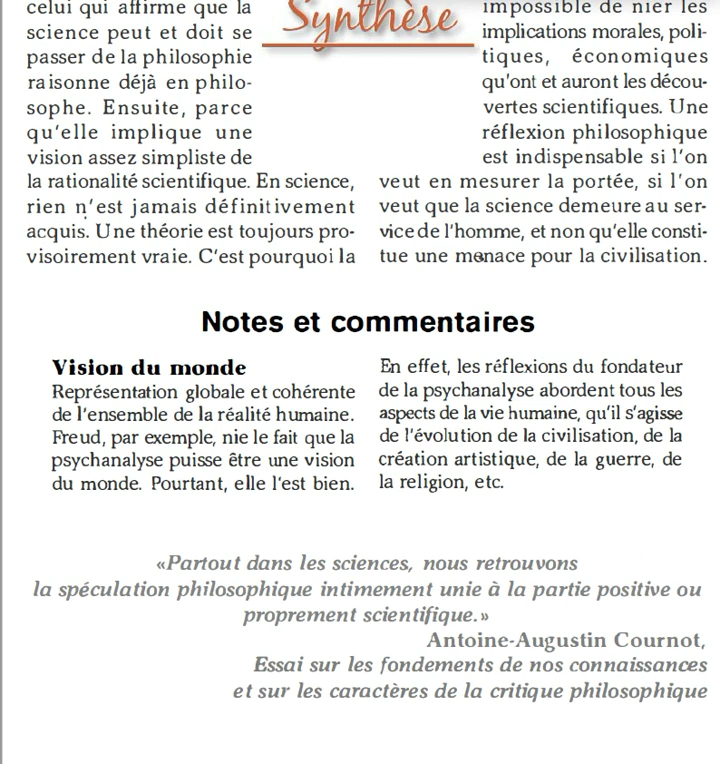 celui qui affirme que la
science peut et doit se
passer de la philosophie
raisonne déjà en philo-
sophe. Ensuite, parce
qu'elle implique une
vision assez simpliste de
la rationalité scientifique. En science,
rien n'est jamais définitivement
acquis. Une théorie est toujours pro-
visoirement vraie. C'est pourquoi la
Synthèse
impossible de nier les
implications morales, poli-
tiques, économiques
qu'ont et auront les décou-
vertes scientifiques. Une
réflexion philosophique
est indispensable si l'on
veut en mesurer la portée, si l'on
veut que la science demeure au ser-
vice de l'homme, et non qu'elle consti-
tue une menace pour la civilisation.
Notes et commentaires
Vision du monde
Représentation globale et cohérente
de l'ensemble de la réalité humaine.
Freud, par exemple, nie le fait que la
psychanalyse puisse être une vision
du monde. Pourtant, elle l'est bien.
En effet, les réflexions du fondateur
de la psychanalyse abordent tous les
aspects de la vie humaine, qu'il s'agisse
de l'évolution de la civilisation, de la
création artistique, de la guerre, de
la religion, etc.
«Partout dans les sciences, nous retrouvons
la spéculation philosophique intimement unie à la partie positive ou
proprement scientifique.»
Antoine-Augustin Cournot,
Essai sur les fondements de nos connaissances
et sur les caractères de la critique philosophique